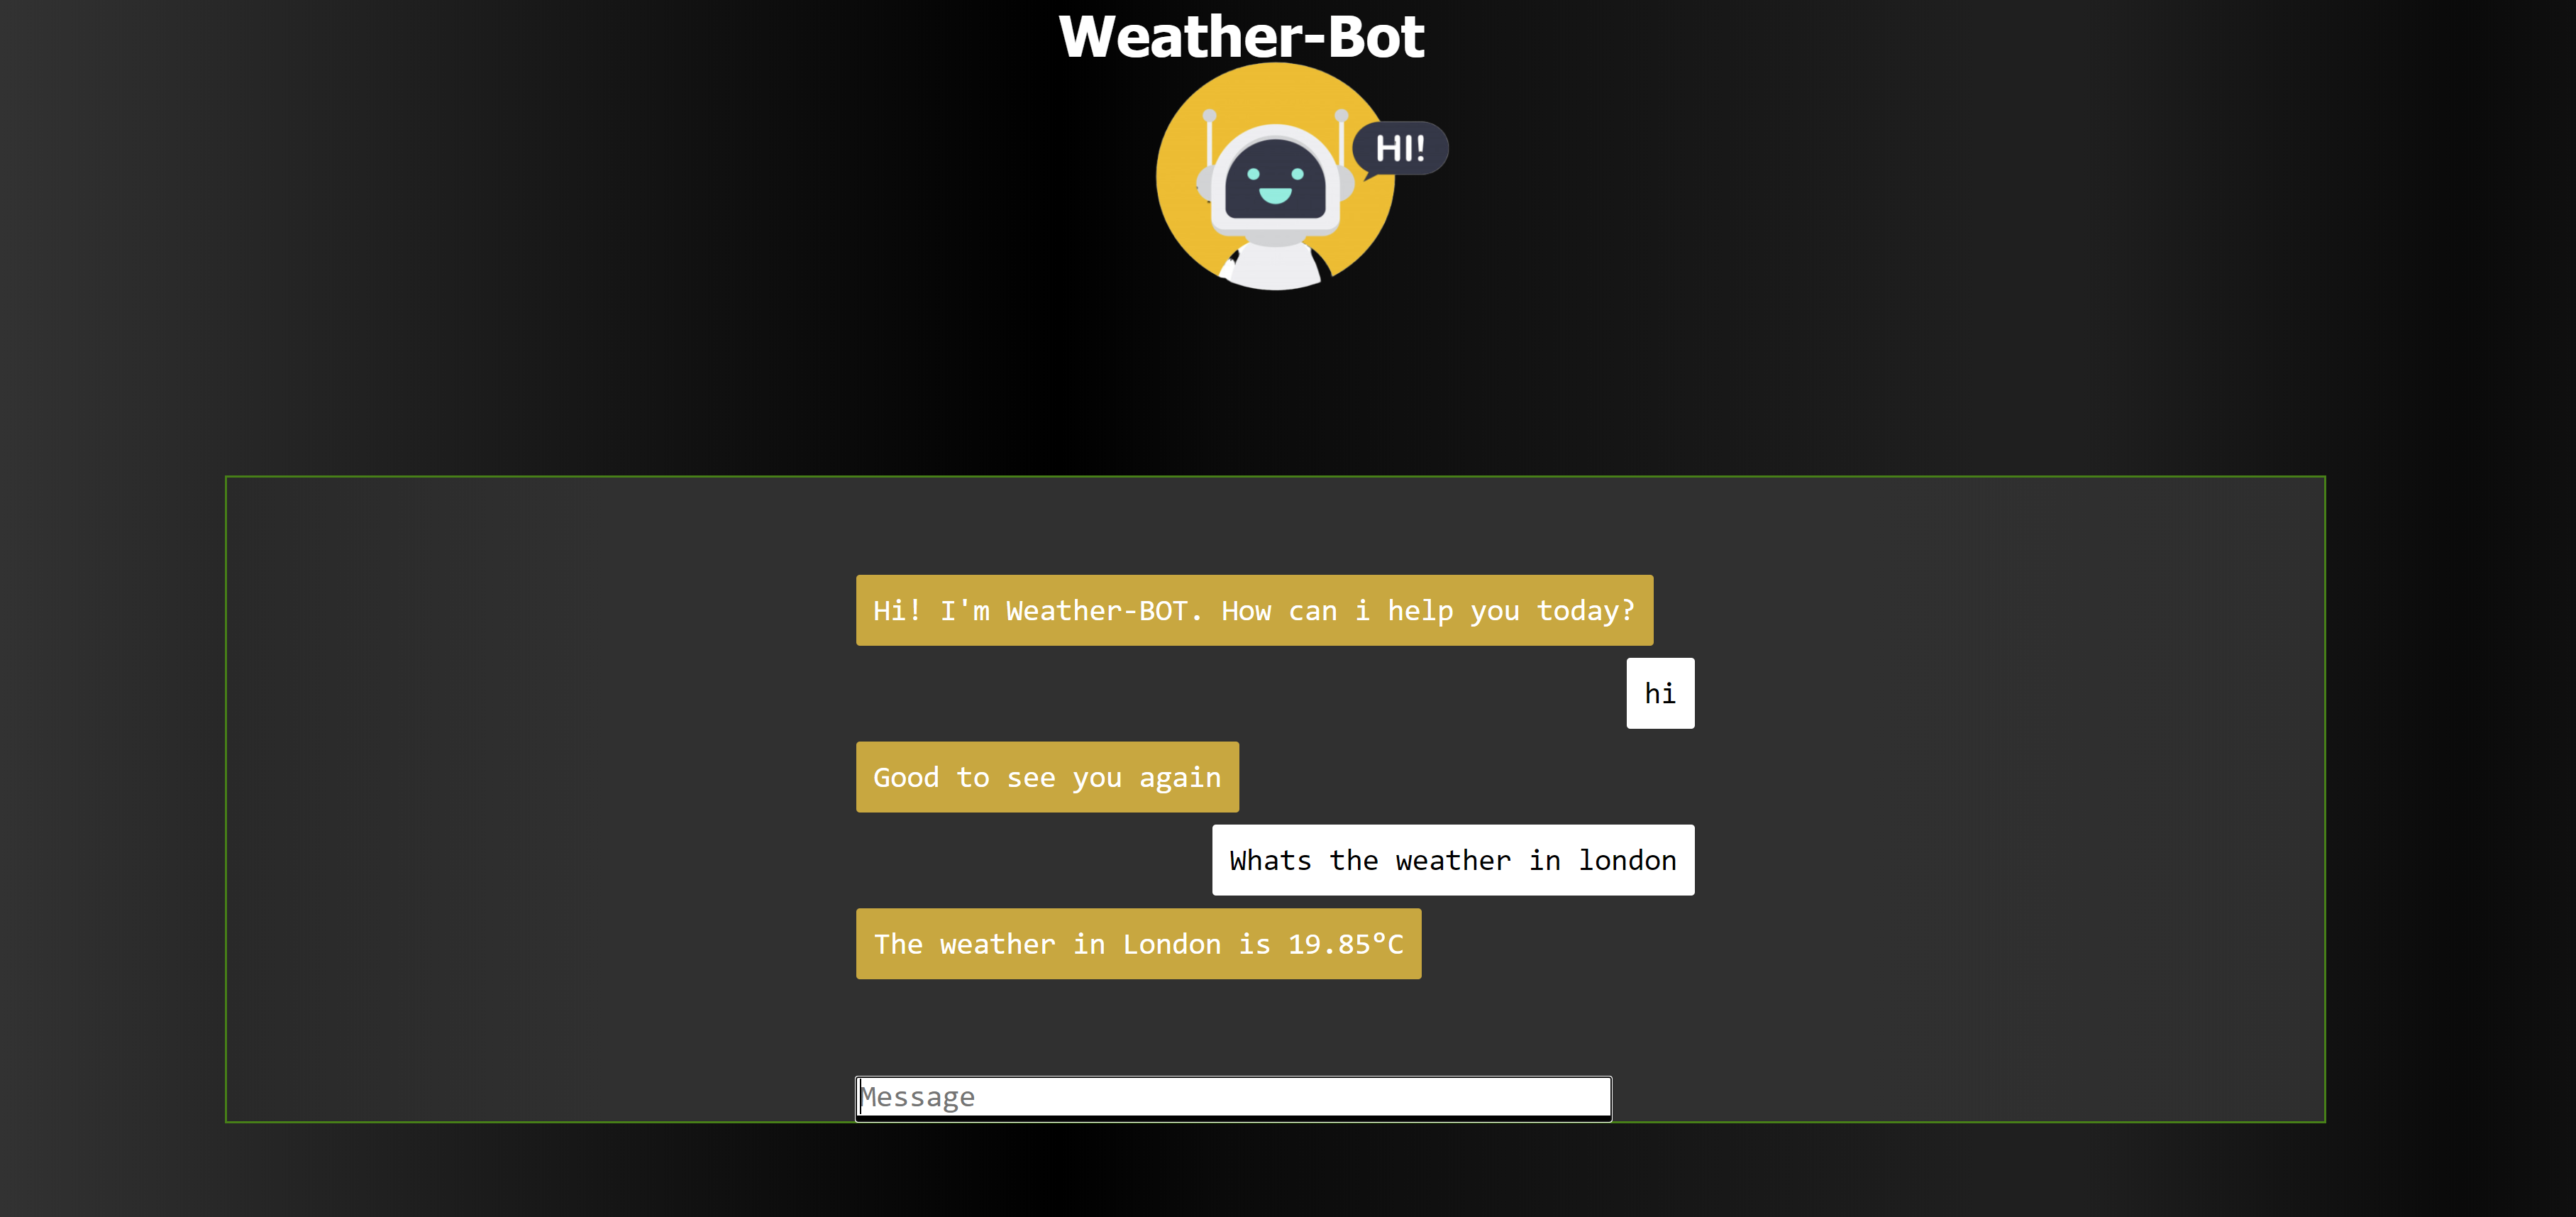 Weather-Bot
HI!
Hi! I'm Weather-BOT. How can i help you today?
hi
Good to see you again
Whats the weather in london
The weather in London is 19.85°C
Message